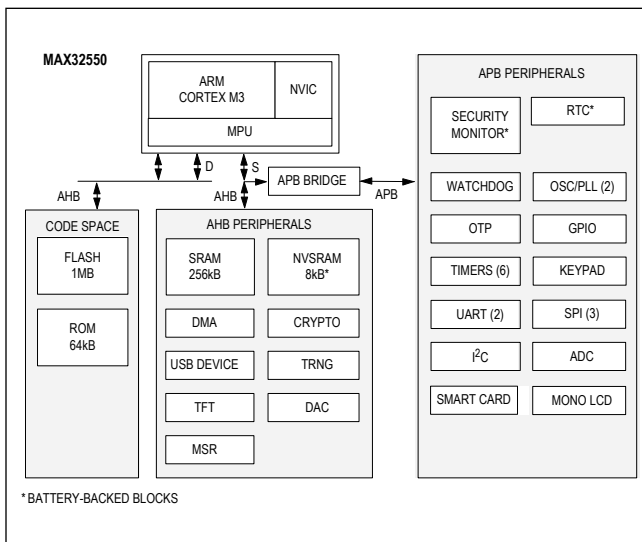 MAX32550
ARM
CORTEX M3
NVIC
MPU
D
S
APB BRIDGE
AHB
AHB
APB
CODE SPACE
FLASH
1MB
ROM
64kB
AHB PERIPHERALS
SRAM
256kB
NVSRAM
8kB*
DMA
CRYPTO
USB DEVICE
TRNG
TFT
DAC
MSR
APB PERIPHERALS
SECURITY
MONITOR*
RTC*
WATCHDOG
OSC/PLL (2)
OTP
GPIO
TIMERS (6)
KEYPAD
UART (2)
SPI (3)
I²C
ADC
SMART CARD
MONO LCD
* BATTERY-BACKED BLOCKS